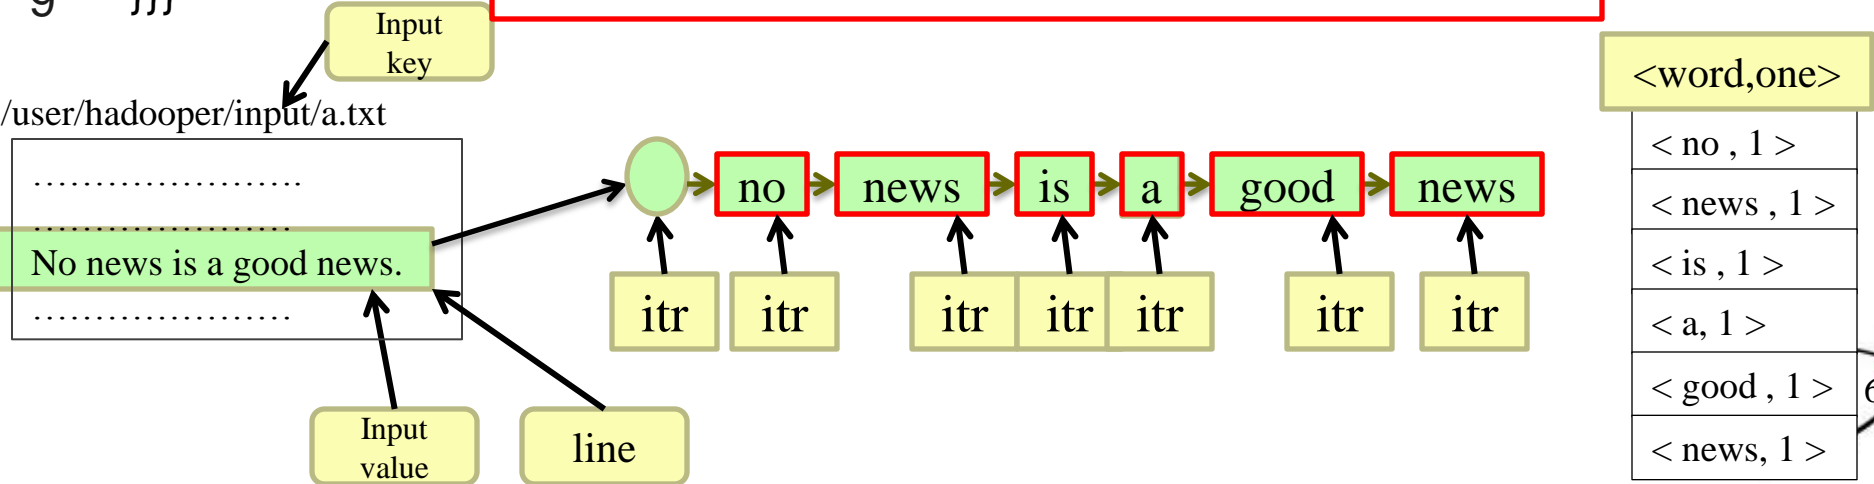 g }}}
Input
key
<word,one>
/user/hadooper/input/a.txt
< no , 1 >
no news is a good news
…………………..
< news , 1 >
…………………
No news is a good news.
< is , 1 >
…………………
itr itr itr itr itr itr itr
< a, 1 >
< good , 1 >
6
Input
value
line
< news, 1 >